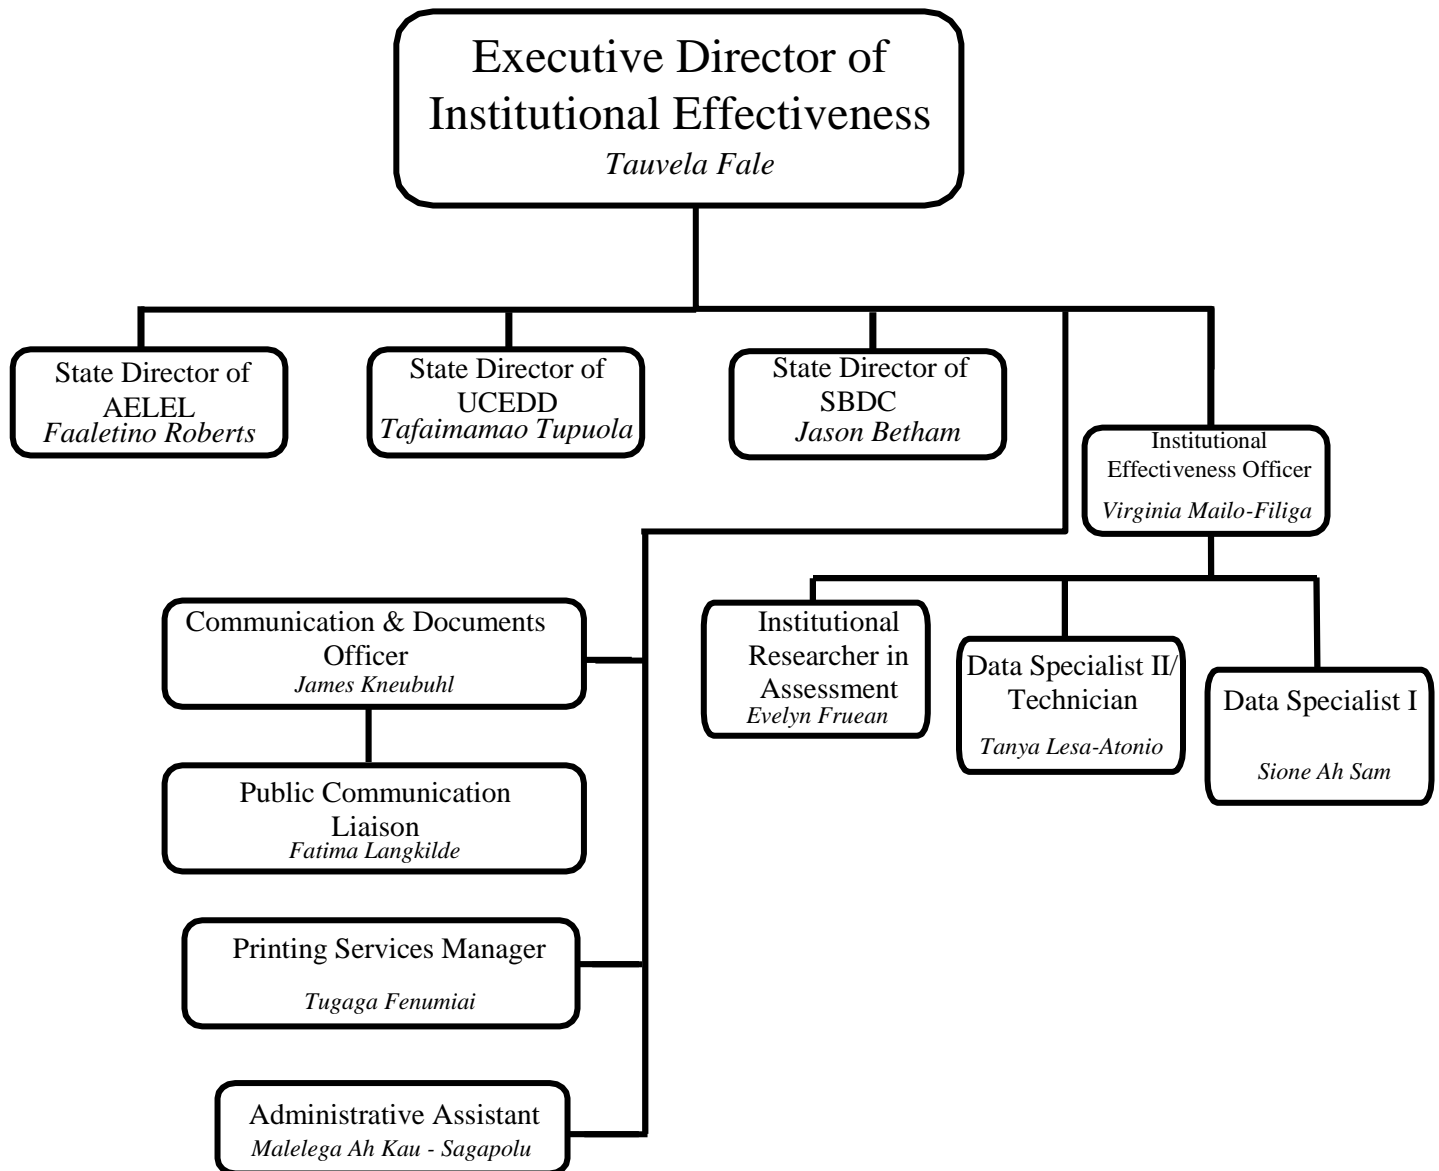 Executive Director of
Institutional Effectiveness
Tauvela Fale
State Director of
AELEL
Faaletino Roberts
State Director of
UCEDD
Tafaimamao Tupuola
State Director of
SBDC
Jason Betham
Institutional
Effectiveness Officer
Virginia Mailo-Filiga
Communication & Documents
Officer
James Kneubuhl
Public Communication
Liaison
Fatima Langkilde
Printing Services Manager
Tugaga Fenumiai
Administrative Assistant
Malelega Ah Kau - Sagapolu
Institutional
Researcher in
Assessment
Evelyn Fruean
Data Specialist II/
Technician
Tanya Lesa-Atonio
Data Specialist I
Sione Ah Sam